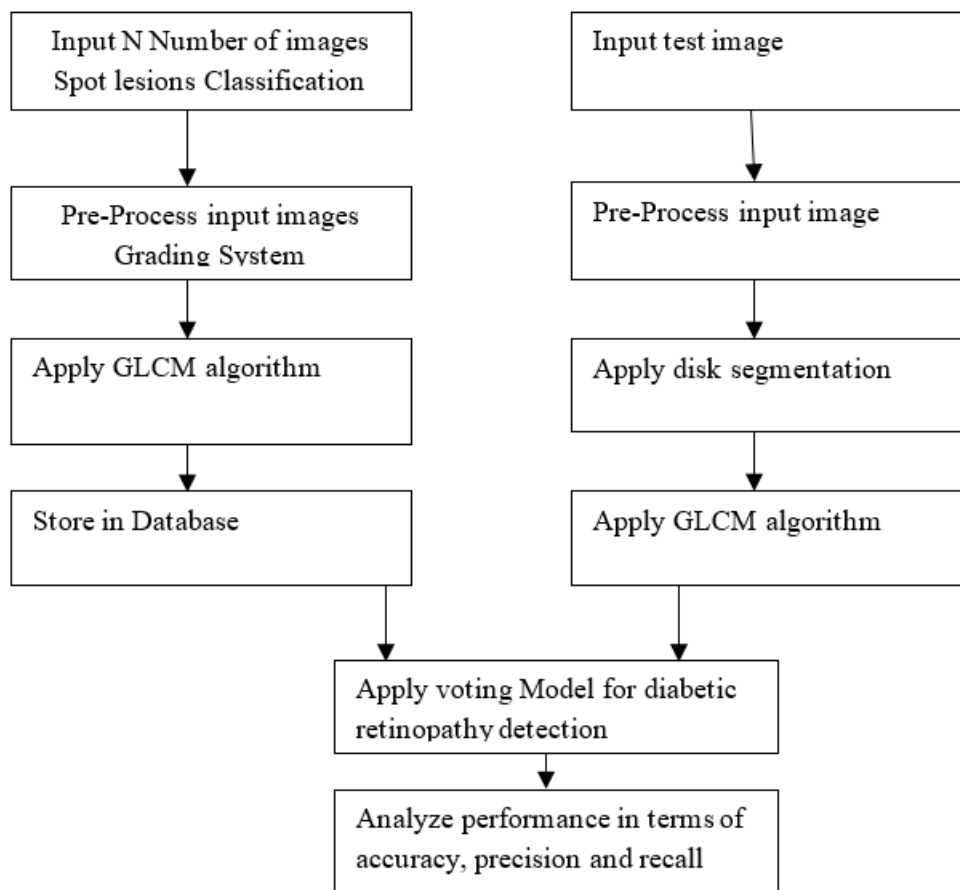 Input N Number of images
Spot lesions Classification
Input test image
Pre-Process input images
Grading System
Pre-Process input image
Apply GLCM algorithm
Apply disk segmentation
Store in Database
Apply GLCM algorithm
Apply voting Model for diabetic
retinopathy detection
Analyze performance in terms of
accuracy, precision and recall